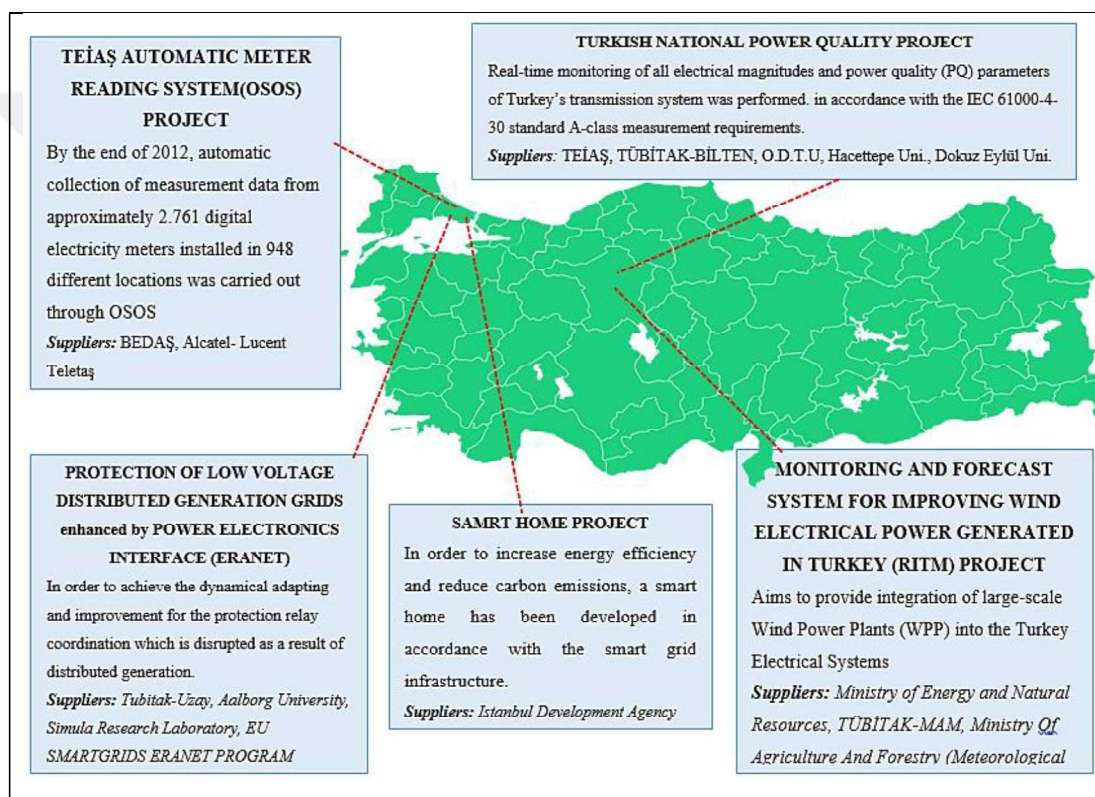 TEİAŞ AUTOMATIC METER
READING SYSTEM(OSOS)
PROJECT
By the end of 2012, automatic
collection of measurement data from
approximately 2.761 digital
electricity meters installed in 948
different locations was carried out
through OSOS
Suppliers: BEDAŞ, Alcatel- Lucent
Teletaş
TURKISH NATIONAL POWER QUALITY PROJECT
Real-time monitoring of all electrical magnitudes and power quality (PQ) parameters
of Turkey’s transmission system was performed. in accordance with the IEC 61000-4-
30 standard A-class measurement requirements.
Suppliers: TEİAŞ, TÜBİTAK-BİLTEN, O.D.T.U, Hacettepe Uni., Dokuz Eylül Uni.
PROTECTION OF LOW VOLTAGE
DISTRIBUTED GENERATION GRIDS
enhanced by POWER ELECTRONICS
INTERFACE (ERANET)
In order to achieve the dynamical adapting
and improvement for the protection relay
coordination which is disrupted as a result of
distributed generation.
Suppliers: Tubitak-Uzay, Aalborg University,
Simula Research Laboratory, EU
SMARTGRIDS ERANET PROGRAM
SAMRT HOME PROJECT
In order to increase energy efficiency
and reduce carbon emissions, a smart
home has been developed in
accordance with the smart grid
infrastructure.
Suppliers: Istanbul Development Agency
MONITORING AND FORECAST
SYSTEM FOR IMPROVING WIND
ELECTRICAL POWER GENERATED
IN TURKEY (RITM) PROJECT
Aims to provide integration of large-scale
Wind Power Plants (WPP) into the Turkey
Electrical Systems
Suppliers: Ministry of Energy and Natural
Resources, TÜBİTAK-MAM, Ministry Of
Agriculture And Forestry (Meteorological